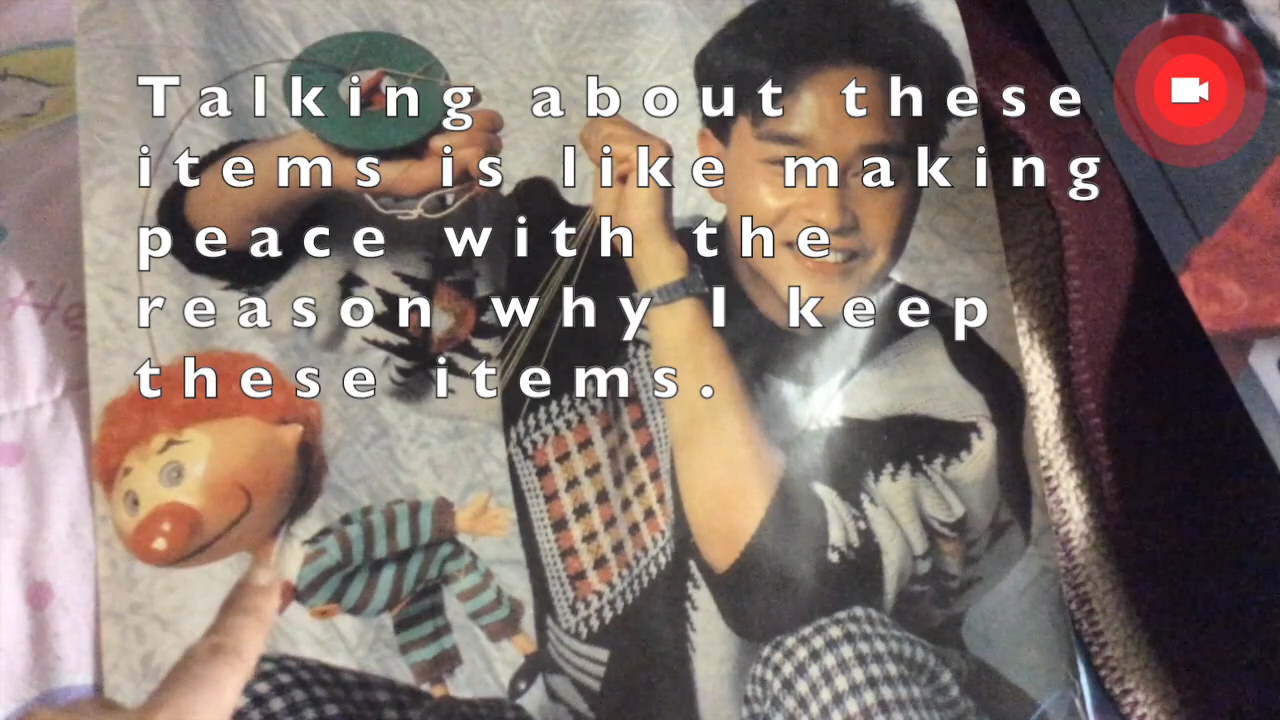 Talking about these
items is like making
peace with the
reason why I keep
these items.